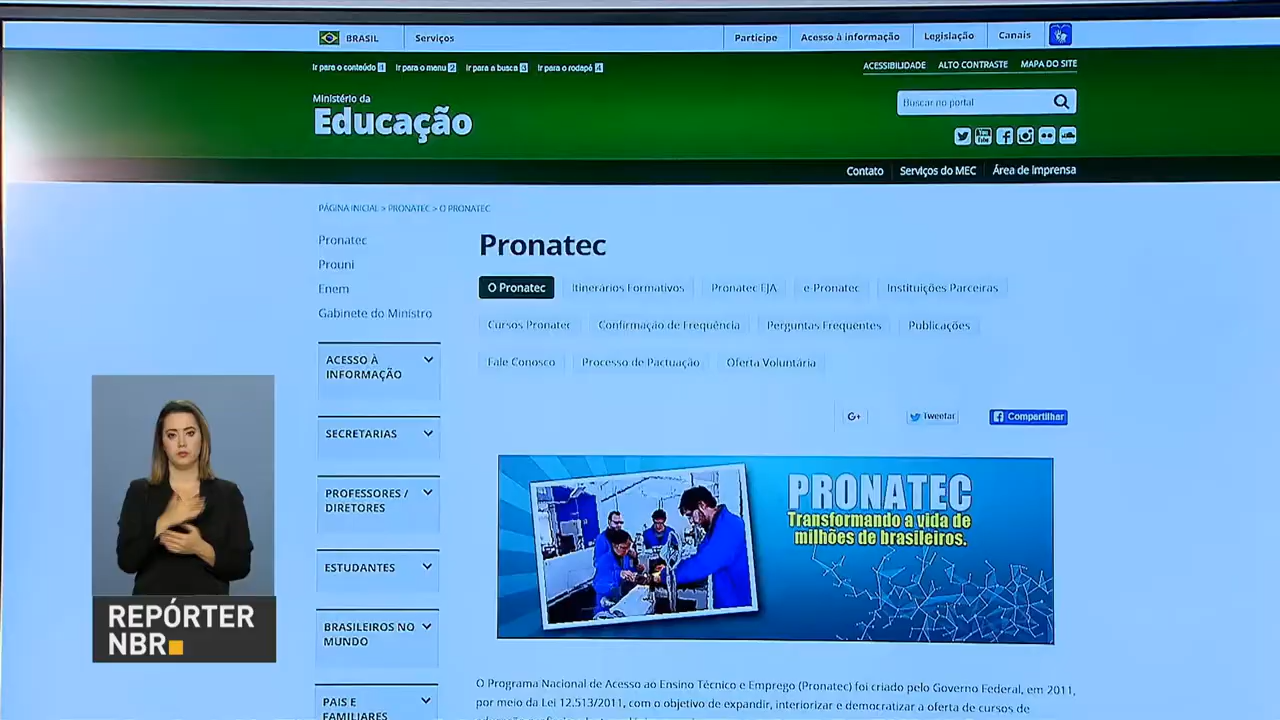 BRASIL Serviços Participe Acesso à informação Legislação Canais
Ir para o conteúdo 1 Ir para o menu 2 Ir para a busca 3 Ir para o rodapé 4 ACESSIBILIDADE ALTO CONTRASTE MAPA DO SITE
Ministério da
Educação
Buscar no portal
You Tube
Contato Serviços do MEC Área de Imprensa
PÁGINA INICIAL > PRONATEC > O PRONATEC
Pronatec
Prouni
Enem
Gabinete do Ministro
ACESSO À
INFORMAÇÃO
SECRETARIAS
PROFESSORES /
DIRETORES
ESTUDANTES
BRASILEIROS NO
MUNDO
PAIS E
FAMILIARES
Pronatec
O Pronatec Itinerários Formativos Pronatec EJA e-Pronatec Instituições Parceiras
Cursos Pronatec Confirmação de Frequência Perguntas Frequentes Publicações
Fale Conosco Processo de Pactuação Oferta Voluntária
G+ Tweetar Compartilhar
PRONATEC
Transformando a vida de
milhões de brasileiros.
O Programa Nacional de Acesso ao Ensino Técnico e Emprego (Pronatec) foi criado pelo Governo Federal, em 2011,
por meio da Lei 12.513/2011, com o objetivo de expandir, interiorizar e democratizar a oferta de cursos de
REPÓRTER
NBR